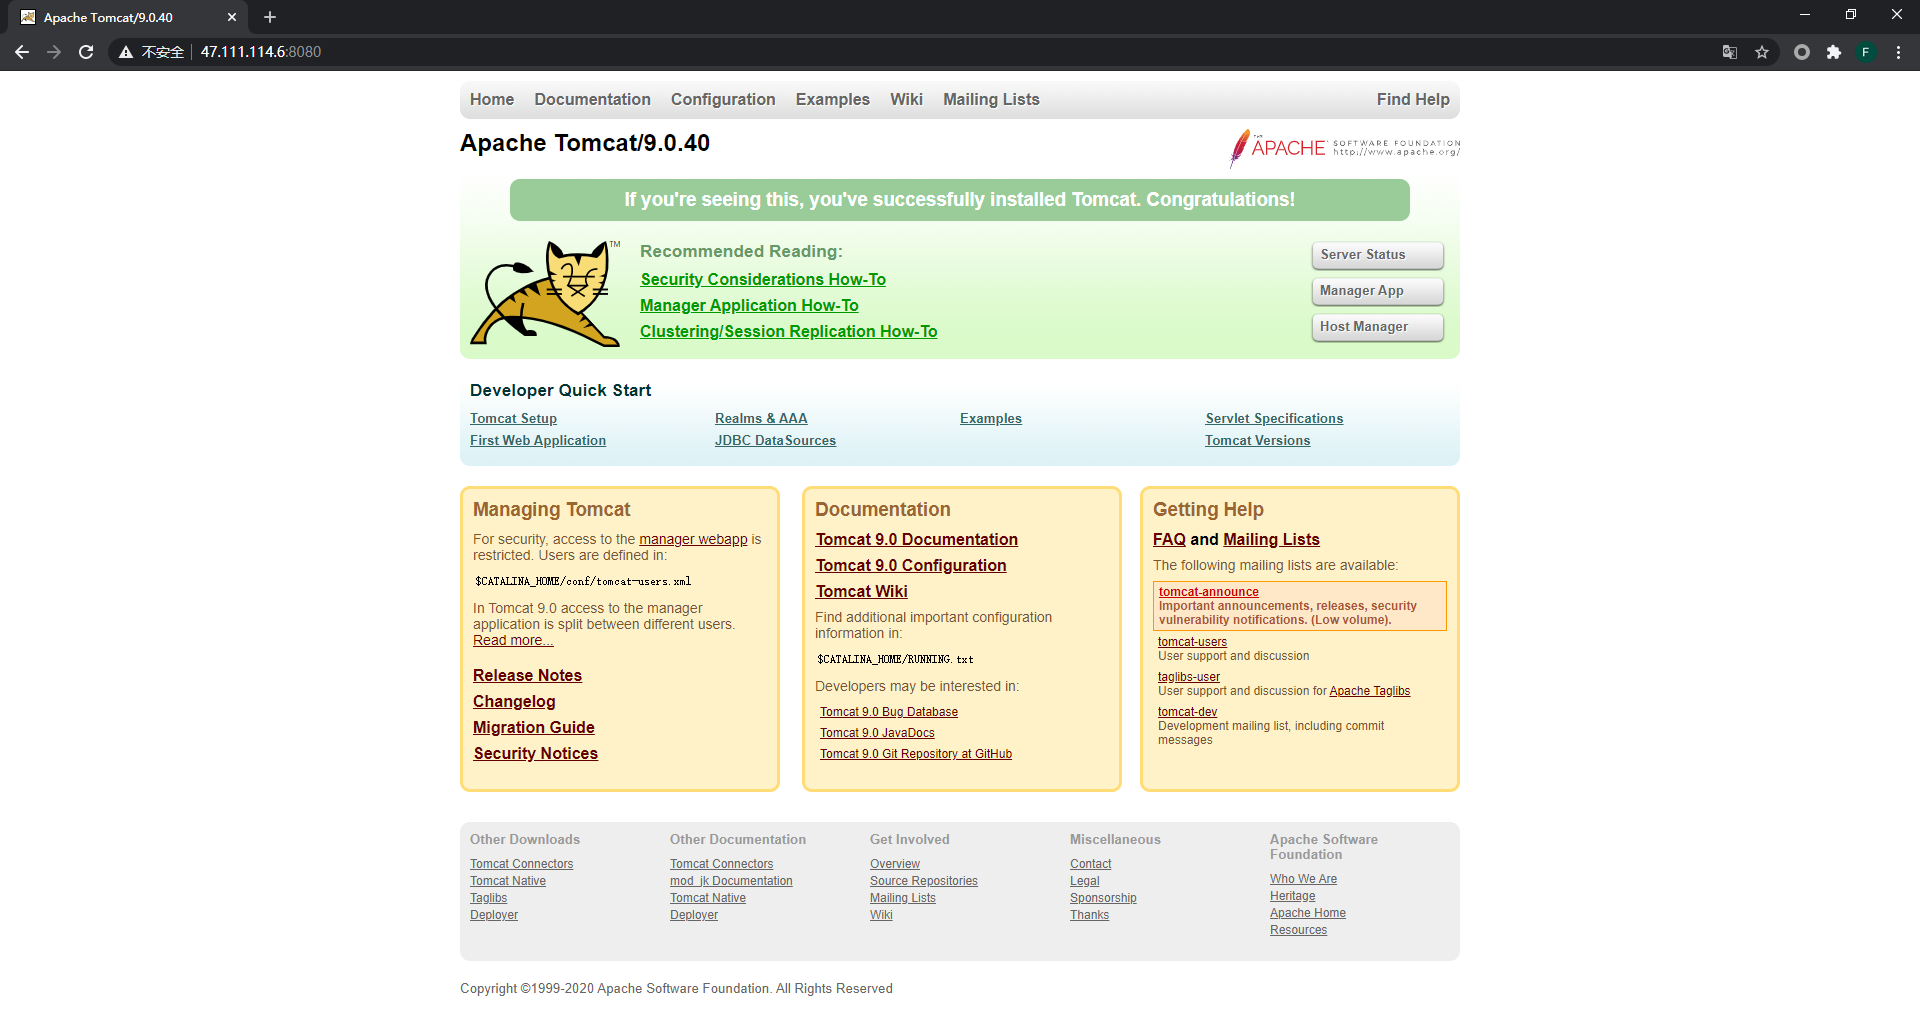 Apache Tomcat/9.0.40
不安全 47.111.114.6:8080
F
Home Documentation Configuration Examples Wiki Mailing Lists Find Help
Apache Tomcat/9.0.40
THE APACHE SOFTWARE FOUNDATION
http://www.apache.org/
If you're seeing this, you've successfully installed Tomcat. Congratulations!
TM
Recommended Reading:
Security Considerations How-To
Manager Application How-To
Clustering/Session Replication How-To
Server Status
Manager App
Host Manager
Developer Quick Start
Tomcat Setup
First Web Application
Realms & AAA
JDBC DataSources
Examples
Servlet Specifications
Tomcat Versions
Managing Tomcat
For security, access to the manager webapp is
restricted. Users are defined in:
$CATALINA_HOME/conf/tomcat-users.xml
In Tomcat 9.0 access to the manager
application is split between different users.
Read more...
Release Notes
Changelog
Migration Guide
Security Notices
Documentation
Tomcat 9.0 Documentation
Tomcat 9.0 Configuration
Tomcat Wiki
Find additional important configuration
information in:
$CATALINA_HOME/RUNNING.txt
Developers may be interested in:
Tomcat 9.0 Bug Database
Tomcat 9.0 JavaDocs
Tomcat 9.0 Git Repository at GitHub
Getting Help
FAQ and Mailing Lists
The following mailing lists are available:
tomcat-announce
Important announcements, releases, security
vulnerability notifications. (Low volume).
tomcat-users
User support and discussion
taglibs-user
User support and discussion for Apache Taglibs
tomcat-dev
Development mailing list, including commit
messages
Other Downloads
Tomcat Connectors
Tomcat Native
Taglibs
Deployer
Other Documentation
Tomcat Connectors
mod_jk Documentation
Tomcat Native
Deployer
Get Involved
Overview
Source Repositories
Mailing Lists
Wiki
Miscellaneous
Contact
Legal
Sponsorship
Thanks
Apache Software
Foundation
Who We Are
Heritage
Apache Home
Resources
Copyright ©1999-2020 Apache Software Foundation. All Rights Reserved